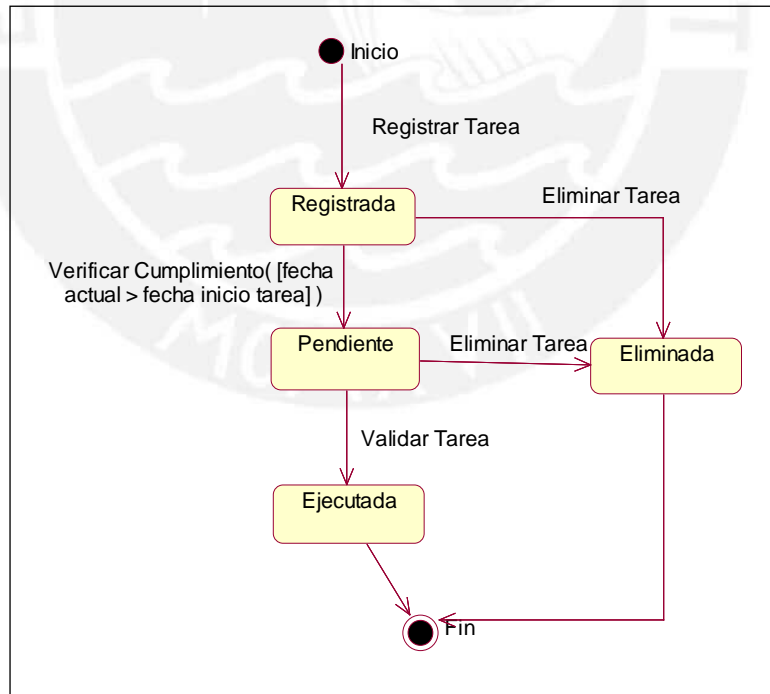 Inicio
Registrar Tarea
Registrada
Eliminar Tarea
Verificar Cumplimiento( [fecha
actual > fecha inicio tarea] )
Pendiente
Eliminar Tarea
Eliminada
Validar Tarea
Ejecutada
Fin